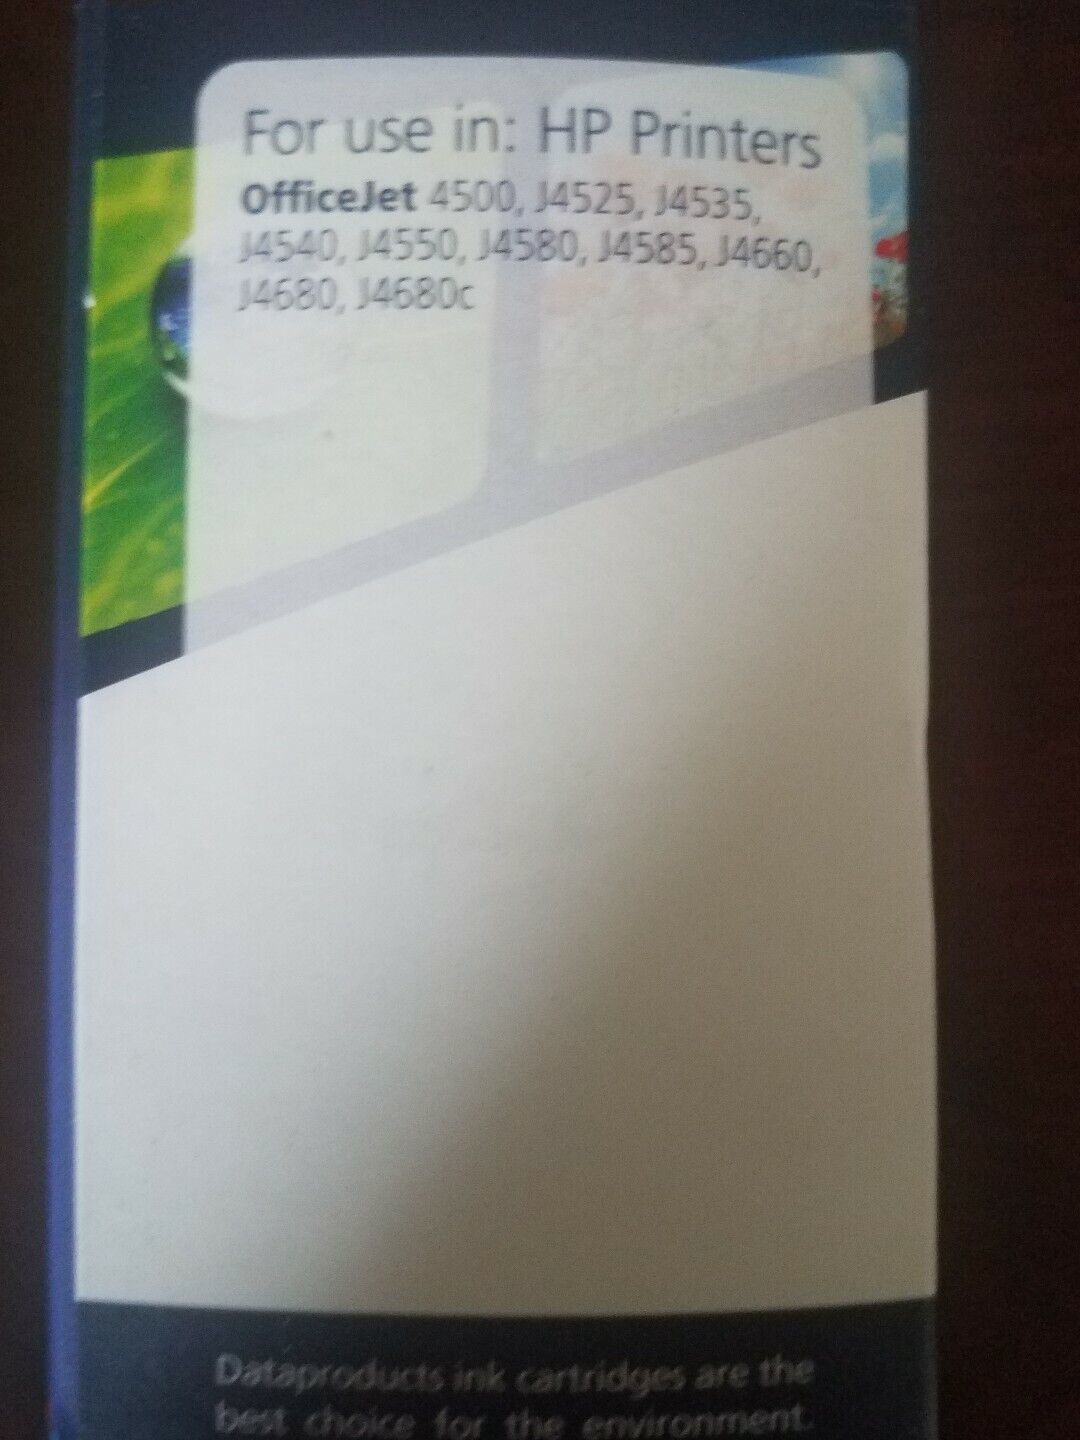 For use in: HP Printers
OfficeJet 4500, J4525, J4535,
J4540, J4550, J4580, J4585, J4660,
J4680, J4680c
Dataproducts ink cartridges are the
best choice for the environment.